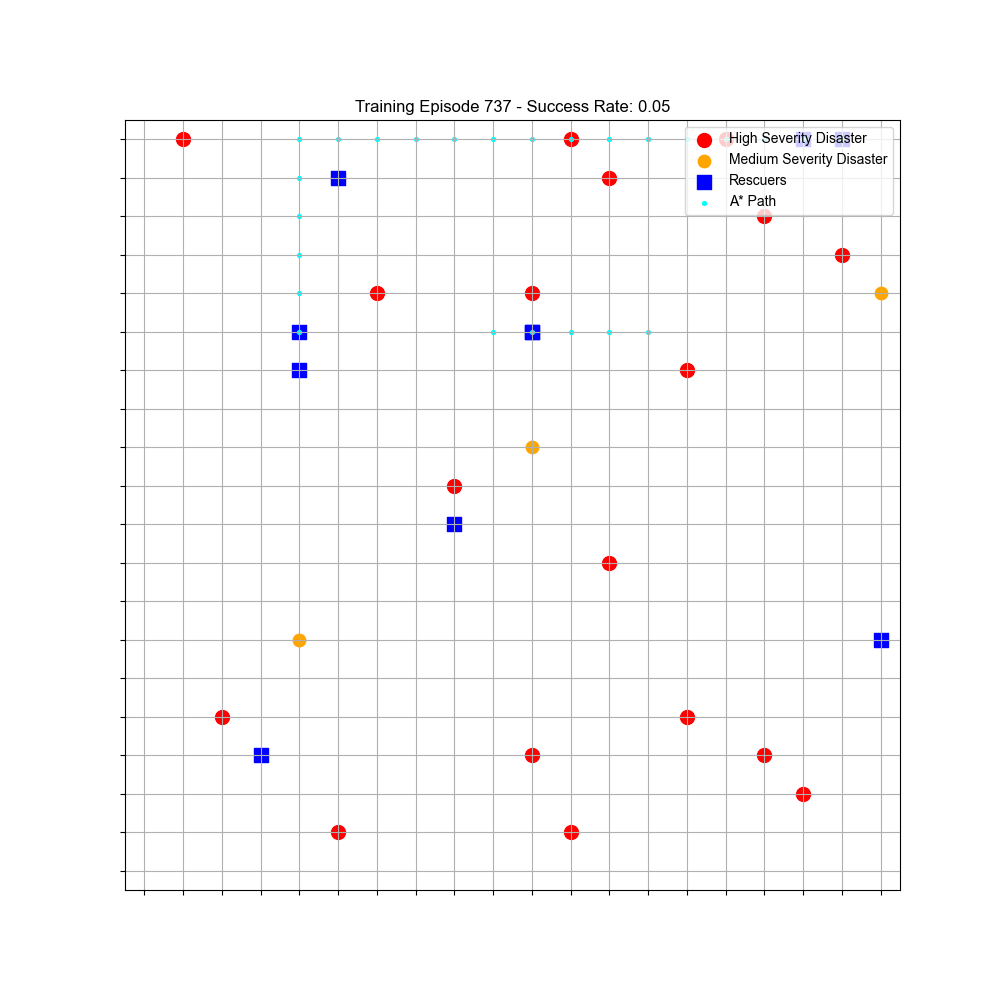 Training Episode 737 - Success Rate: 0.05
High Severity Disaster
Medium Severity Disaster
Rescuers
A* Path